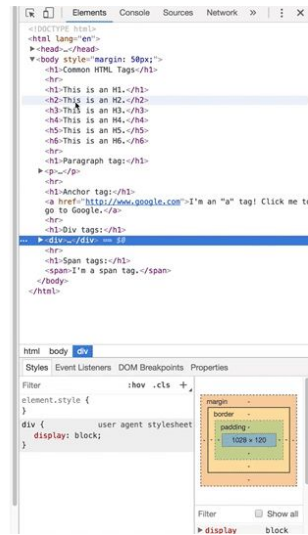 Elements Console Sources Network »
<!DOCTYPE html>
<html lang="en">
<head>…</head>
<body style="margin: 50px;">
<h1>Common HTML Tags</h1>
<hr>
<h1>This is an H1.</h1>
<h2>This is an H2.</h2>
<h3>This is an H3.</h3>
<h4>This is an H4.</h4>
<h5>This is an H5.</h5>
<h6>This is an H6.</h6>
<hr>
<h1>Paragraph tag:</h1>
<p>…</p>
<hr>
<h1>Anchor tag:</h1>
<a href="http://www.google.com">I'm an "a" tag! Click me to
go to Google.</a>
<hr>
<h1>Div tags:</h1>
<div>…</div> == $0
<hr>
<h1>Span tags:</h1>
<span>I'm a span tag.</span>
</body>
</html>
html body div
Styles Event Listeners DOM Breakpoints Properties
Filter :hov .cls +
element.style {
}
div { user agent stylesheet
display: block;
}
margin -
border -
padding -
1029 × 120
Filter Show all
display block